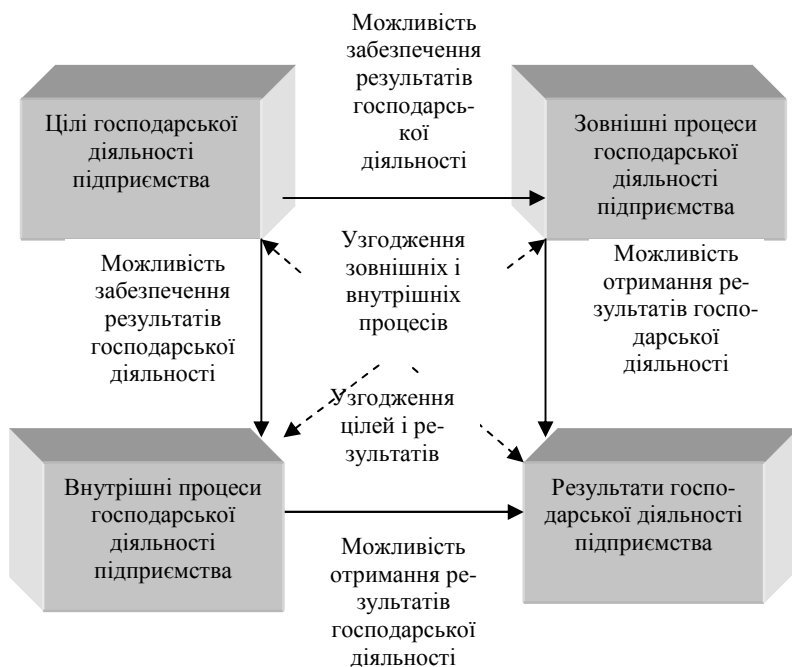 Можливість
забезпечення
результатів
господарсь-
кої
діяльності
Цілі господарської
діяльності
підприємства
Зовнішні процеси
господарської
діяльності
підприємства
Узгодження
зовнішніх і
внутрішніх
процесів
Можливість
забезпечення
результатів
господарської
діяльності
Можливість
отримання ре-
зультатів госпо-
дарської
діяльності
Узгодження
цілей і ре-
зультатів
Внутрішні процеси
господарської
діяльності
підприємства
Результати госпо-
дарської діяльності
підприємства
Можливість
отримання ре-
зультатів
господарської
діяльності